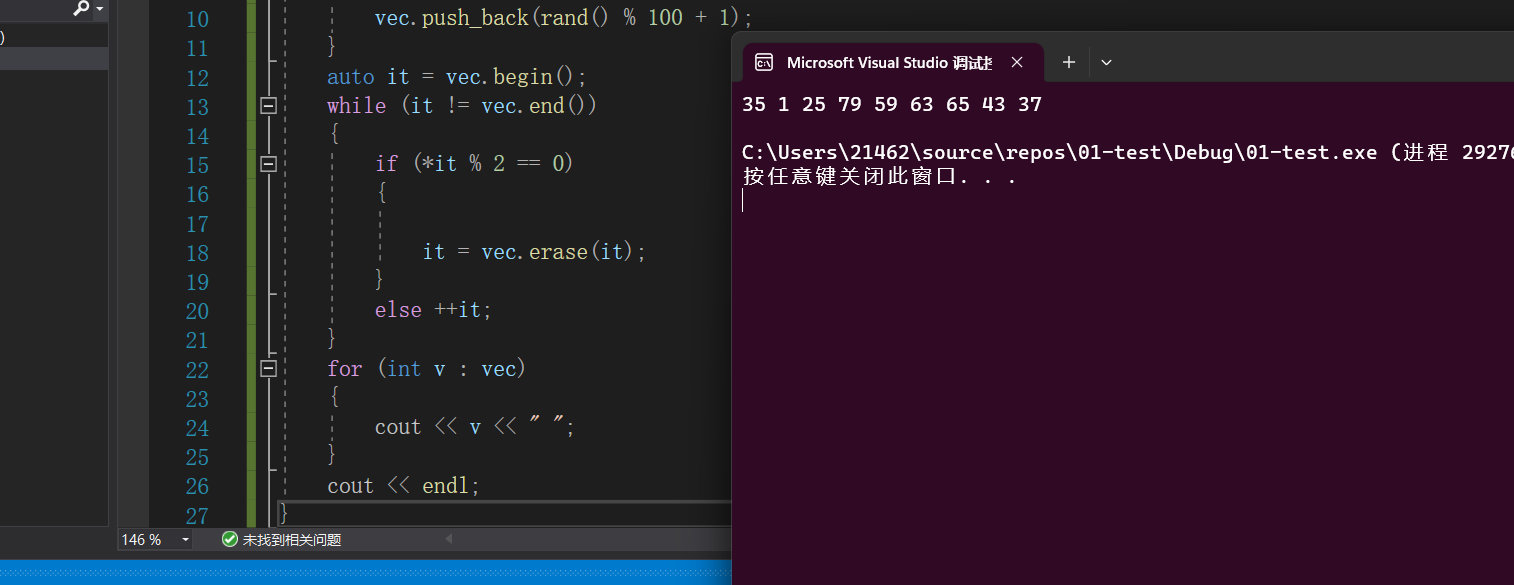 )
10 vec.push_back(rand() % 100 + 1);
11 }
12 auto it = vec.begin();
13 while (it != vec.end())
14 {
15 if (*it % 2 == 0)
16 {
17
18 it = vec.erase(it);
19 }
20 else ++it;
21 }
22 for (int v : vec)
23 {
24 cout << v << " ";
25 }
26 cout << endl;
27 }
146 % 未找到相关问题
Microsoft Visual Studio 调试
35 1 25 79 59 63 65 43 37
C:\Users\21462\source\repos\01-test\Debug\01-test.exe (进程 2927
按任意键关闭此窗口. . .